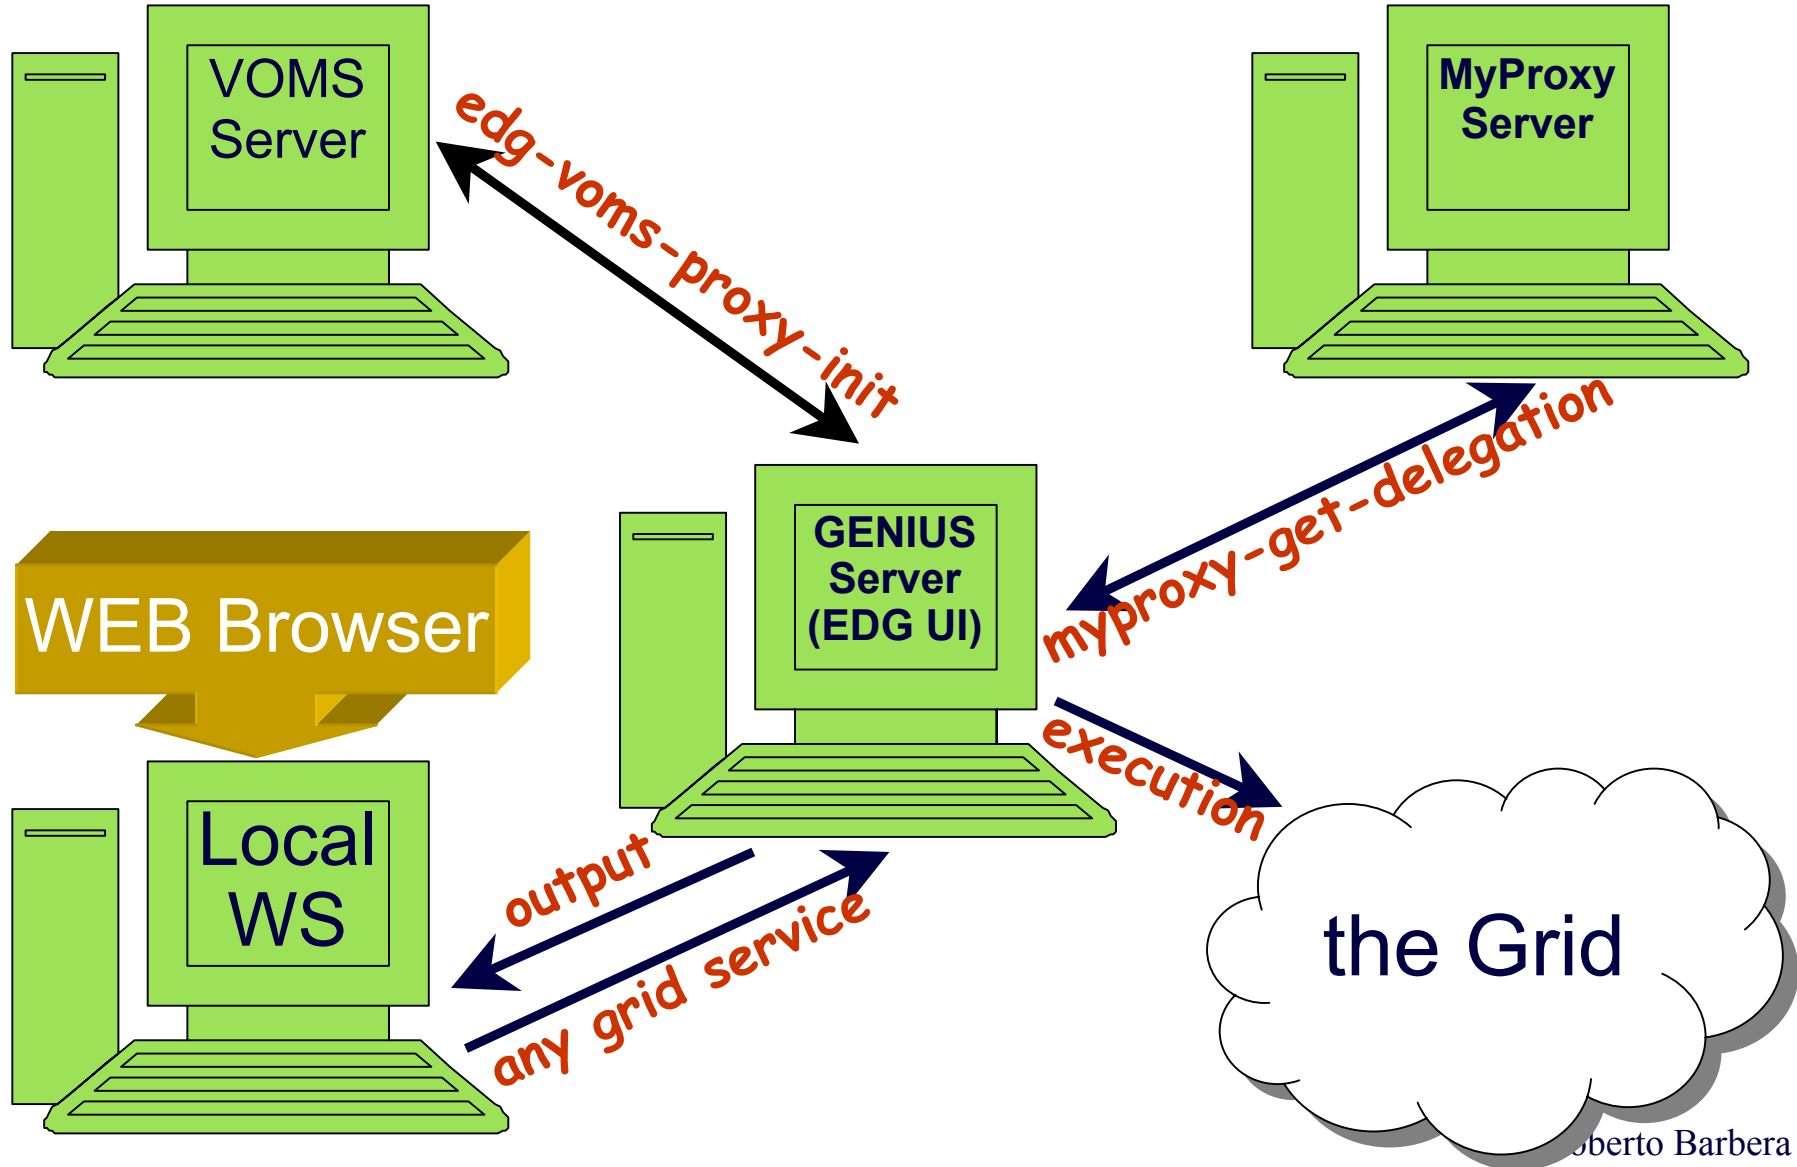 VOMS
Server
MyProxy
Server
edg-voms-proxy-init
myproxy-get-delegation
GENIUS
Server
(EDG UI)
WEB Browser
execution
Local
WS
output
any grid service
the Grid
Barbera